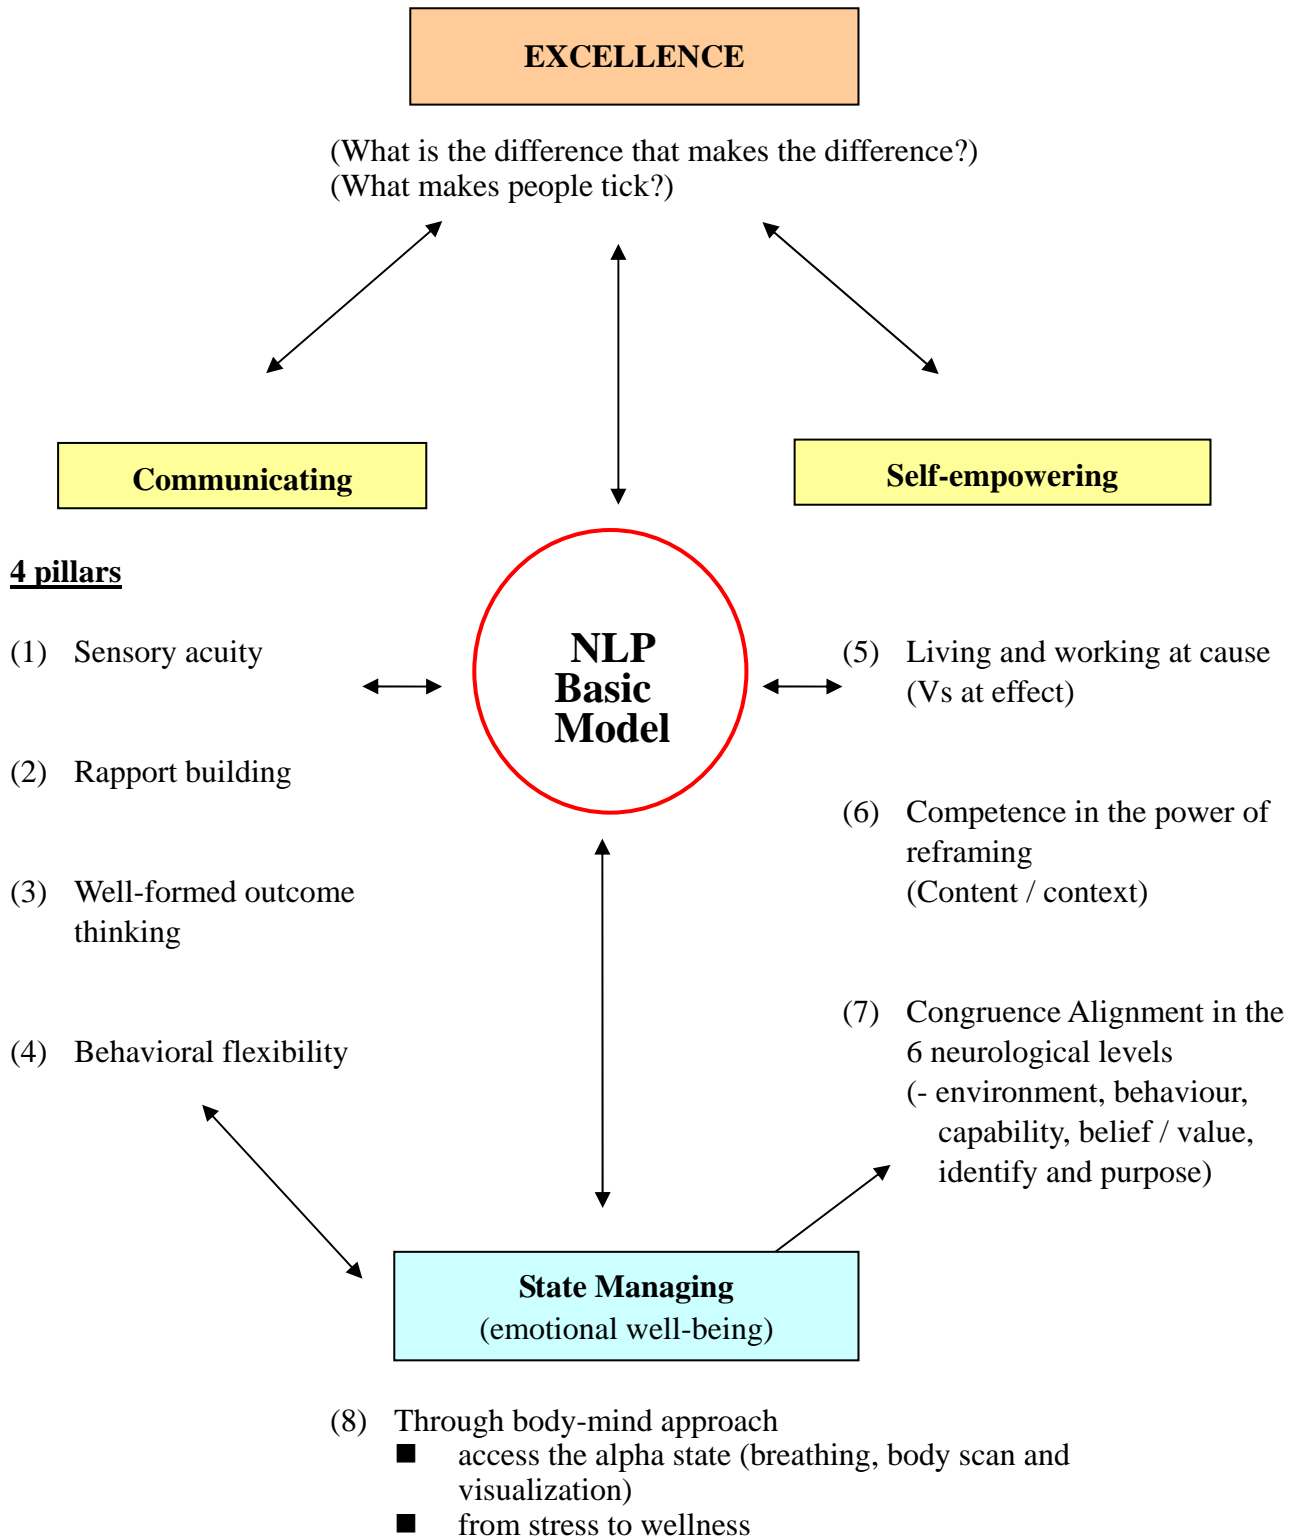 EXCELLENCE
(What is the difference that makes the difference?)
(What makes people tick?)
Communicating
Self-empowering
4 pillars
(1) Sensory acuity
(2) Rapport building
(3) Well-formed outcome
thinking
(4) Behavioral flexibility
NLP
Basic
Model
(5) Living and working at cause
(Vs at effect)
(6) Competence in the power of
reframing
(Content / context)
(7) Congruence Alignment in the
6 neurological levels
(- environment, behaviour,
capability, belief / value,
identify and purpose)
State Managing
(emotional well-being)
(8) Through body-mind approach
■ access the alpha state (breathing, body scan and
visualization)
■ from stress to wellness